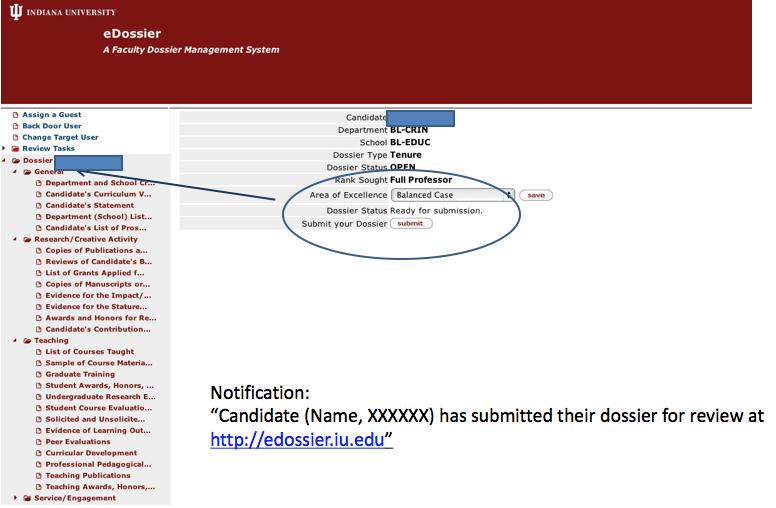 INDIANA UNIVERSITY
eDossier
A Faculty Dossier Management System
Assign a Guest
Back Door User
Change Target User
Review Tasks
Dossier
General
Department and School Cr...
Candidate's Curriculum V...
Candidate's Statement
Department (School) List...
Candidate's List of Pros...
Research/Creative Activity
Copies of Publications a...
Reviews of Candidate's B...
List of Grants Applied f...
Copies of Manuscripts or...
Evidence for the Impact/...
Evidence for the Stature...
Awards and Honors for Re...
Candidate's Contribution...
Teaching
List of Courses Taught
Sample of Course Materia...
Graduate Training
Student Awards, Honors, ...
Undergraduate Research E...
Student Course Evaluatio...
Solicited and Unsolicite...
Evidence of Learning Out...
Peer Evaluations
Curricular Development
Professional Pedagogical...
Teaching Publications
Teaching Awards, Honors,...
Service/Engagement
Candidate
Department BL-CRIN
School BL-EDUC
Dossier Type Tenure
Dossier Status OPEN
Rank Sought Full Professor
Area of Excellence Balanced Case save
Dossier Status Ready for submission.
Submit your Dossier submit
Notification:
“Candidate (Name, XXXXXX) has submitted their dossier for review at
http://edossier.iu.edu”